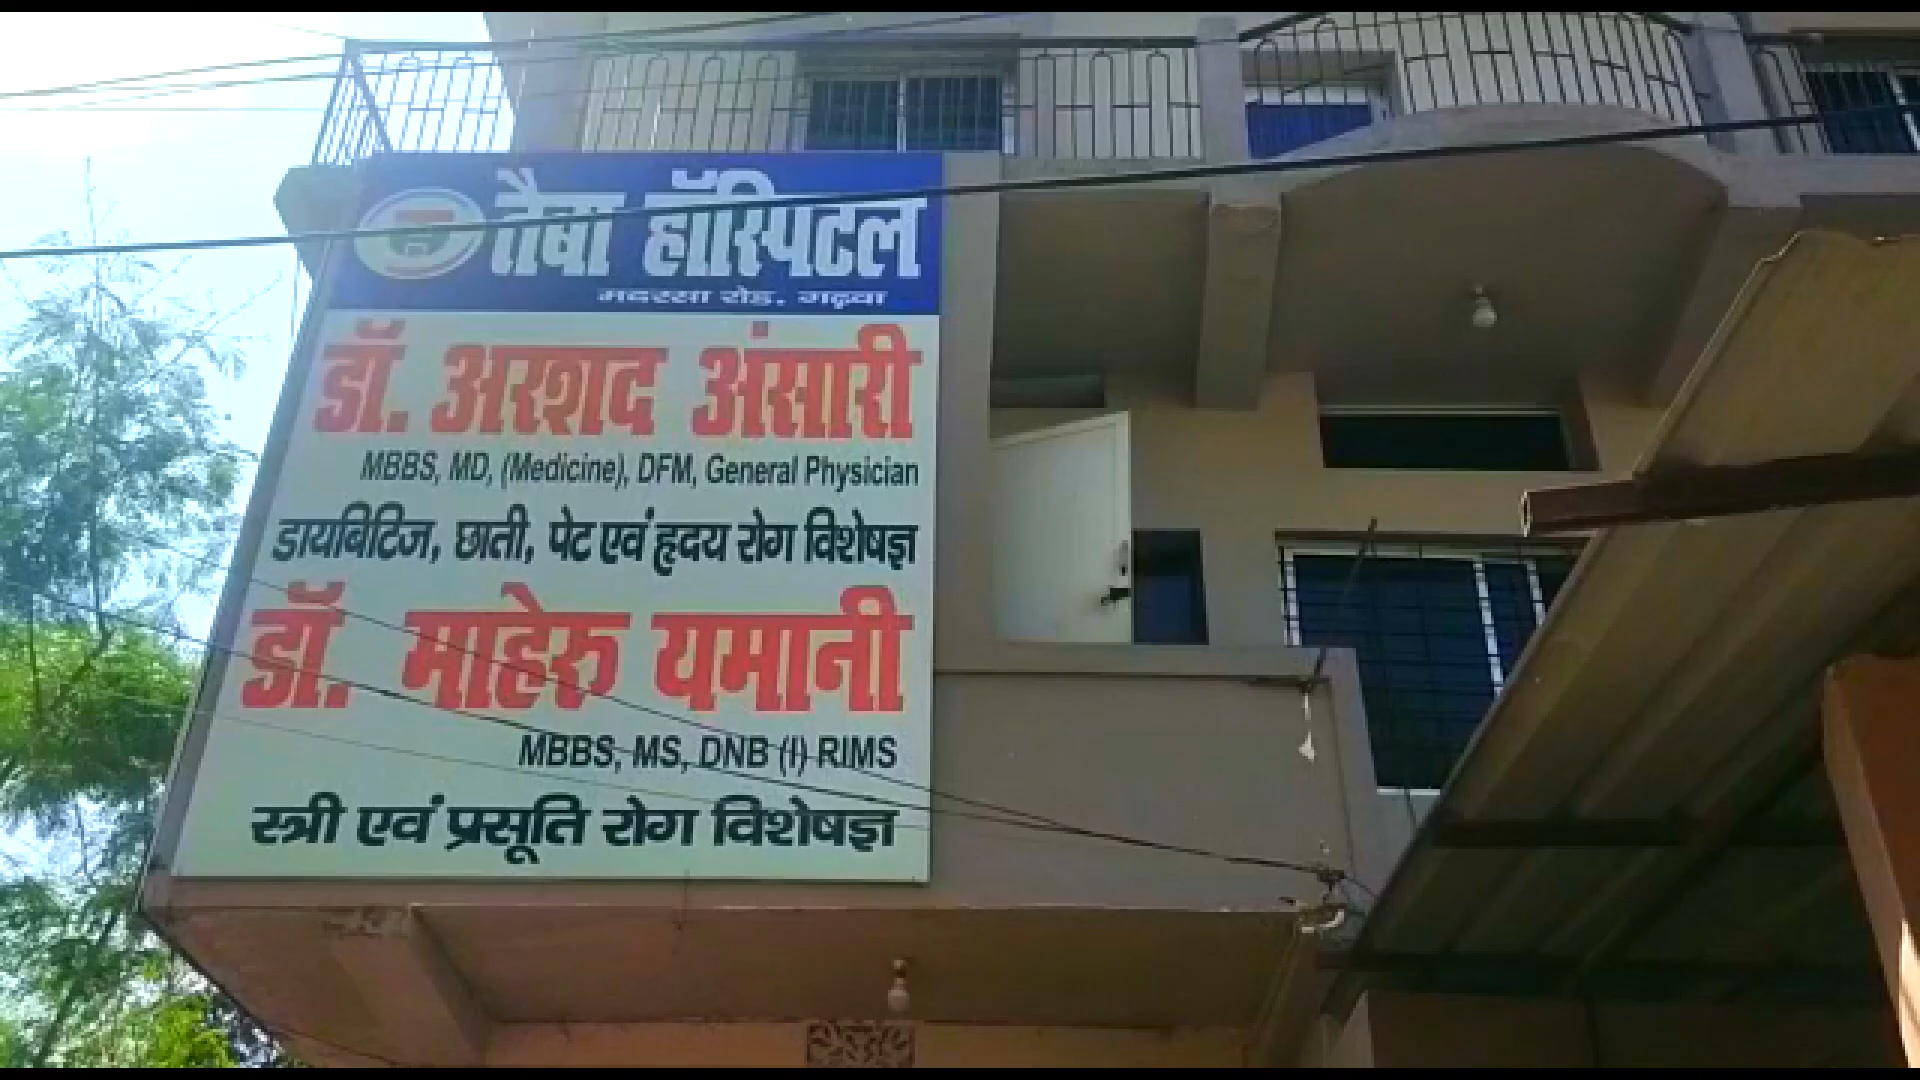 तैबा हॉस्पिटल
मदरसा रोड, गढ़वा
डॉ. अरशद अंसारी
MBBS, MD, (Medicine), DFM, General Physician
डायबिटिज, छाती, पेट एवं हृदय रोग विशेषज्ञ
डॉ. माहेरु यमानी
MBBS, MS, DNB (I) RIMS
स्त्री एवं प्रसूति रोग विशेषज्ञ